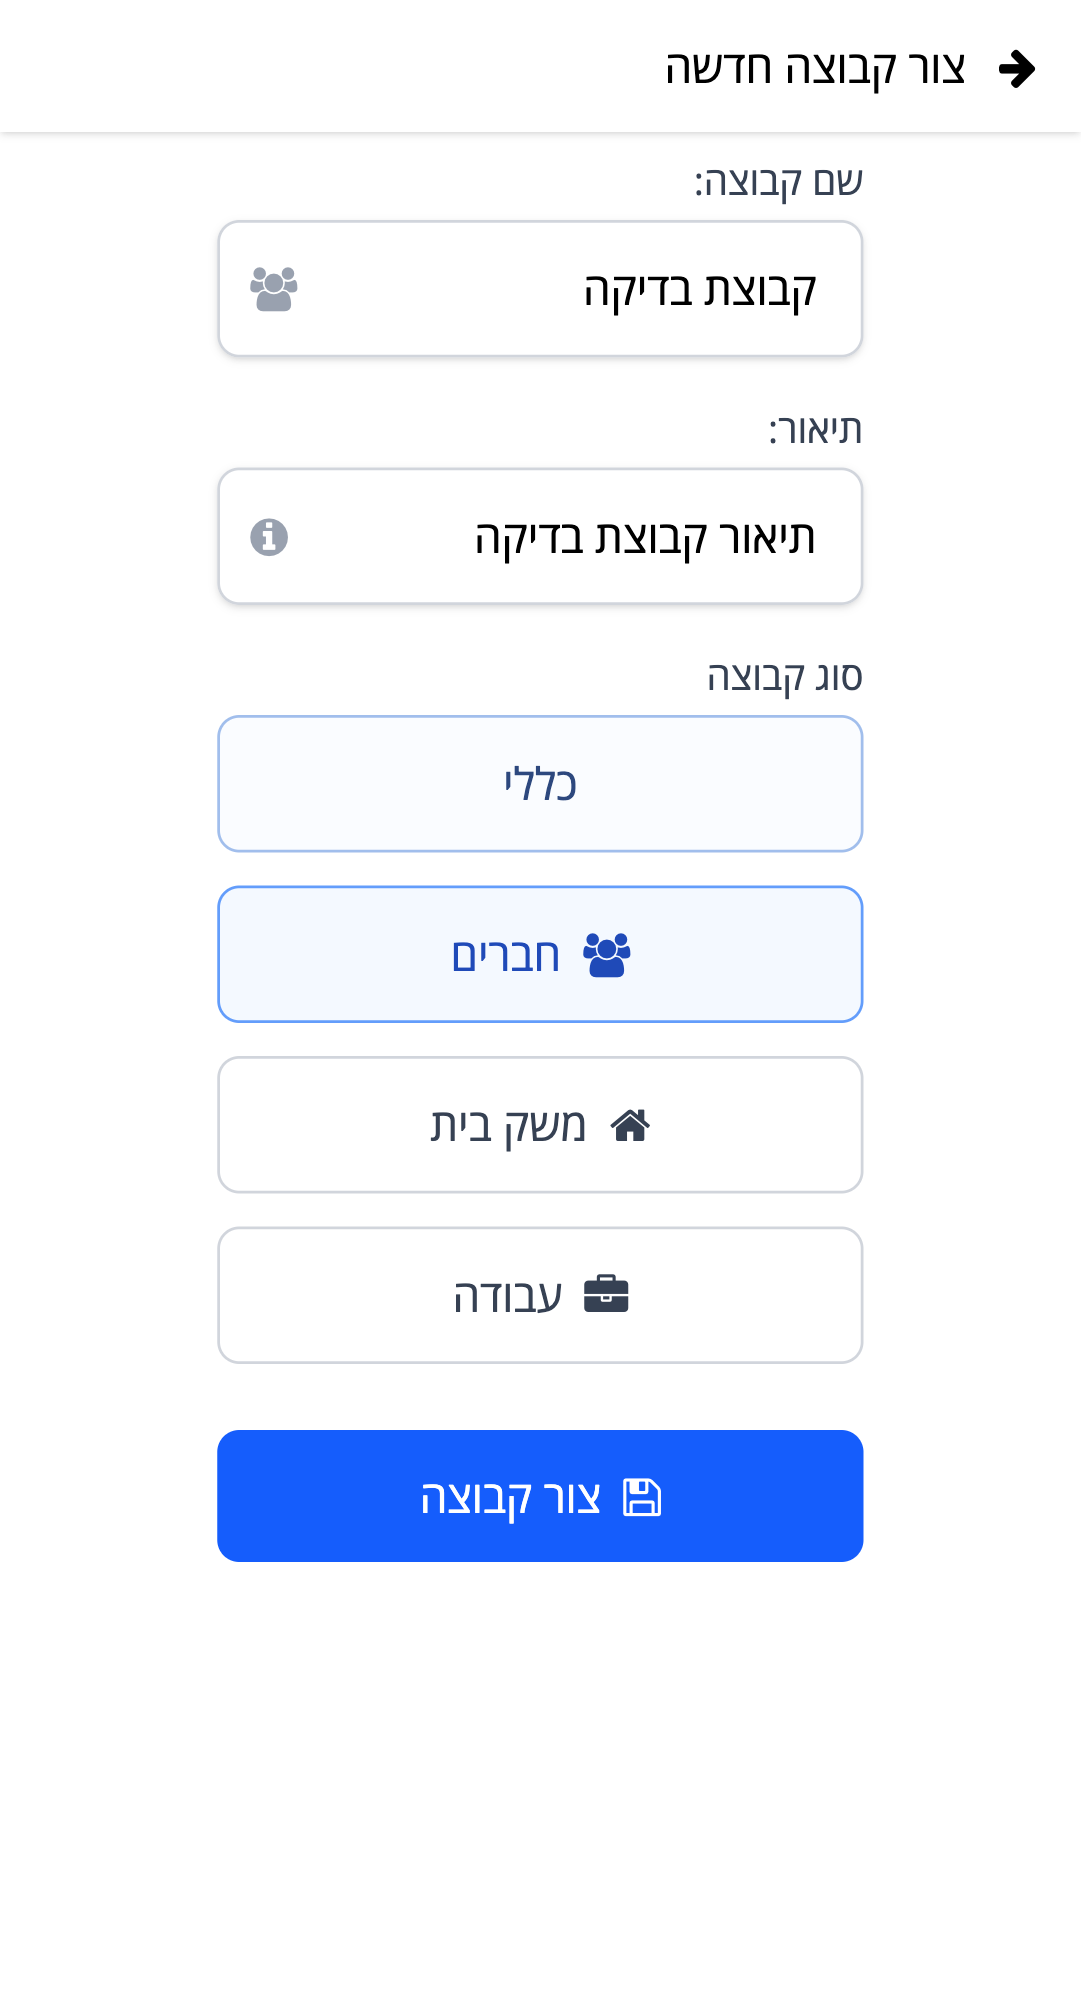 צור קבוצה חדשה
שם קבוצה:
קבוצת בדיקה
תיאור:
תיאור קבוצת בדיקה
סוג קבוצה
כללי
חברים
משק בית
עבודה
צור קבוצה